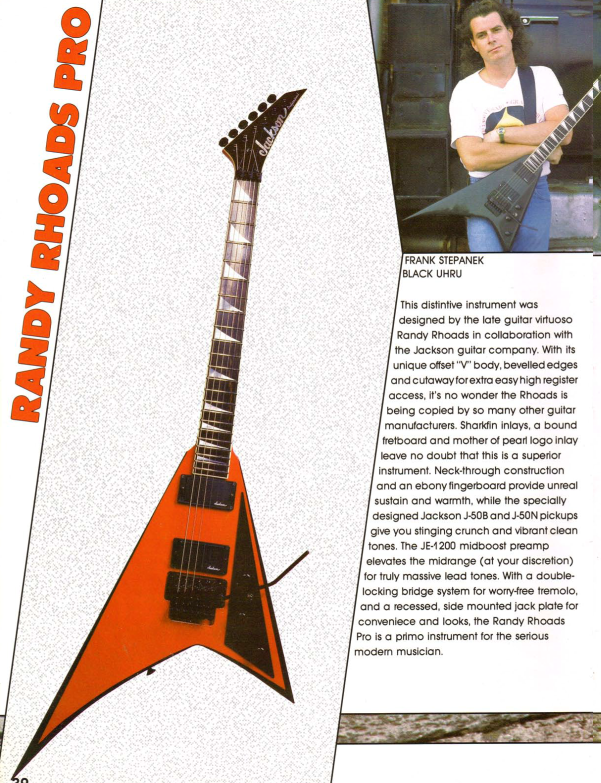 RANDY RHOADS PRO
Jackson
FRANK STEPANEK
BLACK UHRU
This distintive instrument was
designed by the late guitar virtuoso
Randy Rhoads in collaboration with
the Jackson guitar company. With its
unique offset "V" body, bevelled edges
and cutaway for extra easy high register
access, it's no wonder the Rhoads is
being copied by so many other guitar
manufacturers. Sharkfin inlays, a bound
fretboard and mother of pearl logo inlay
leave no doubt that this is a superior
instrument. Neck-through construction
and an ebony fingerboard provide unreal
sustain and warmth, while the specially
designed Jackson J-50B and J-50N pickups
give you stinging crunch and vibrant clean
tones. The JE-1200 midboost preamp
elevates the midrange (at your discretion)
for truly massive lead tones. With a double-
locking bridge system for worry-free tremolo,
and a recessed, side mounted jack plate for
conveniece and looks, the Randy Rhoads
Pro is a primo instrument for the serious
modern musician.